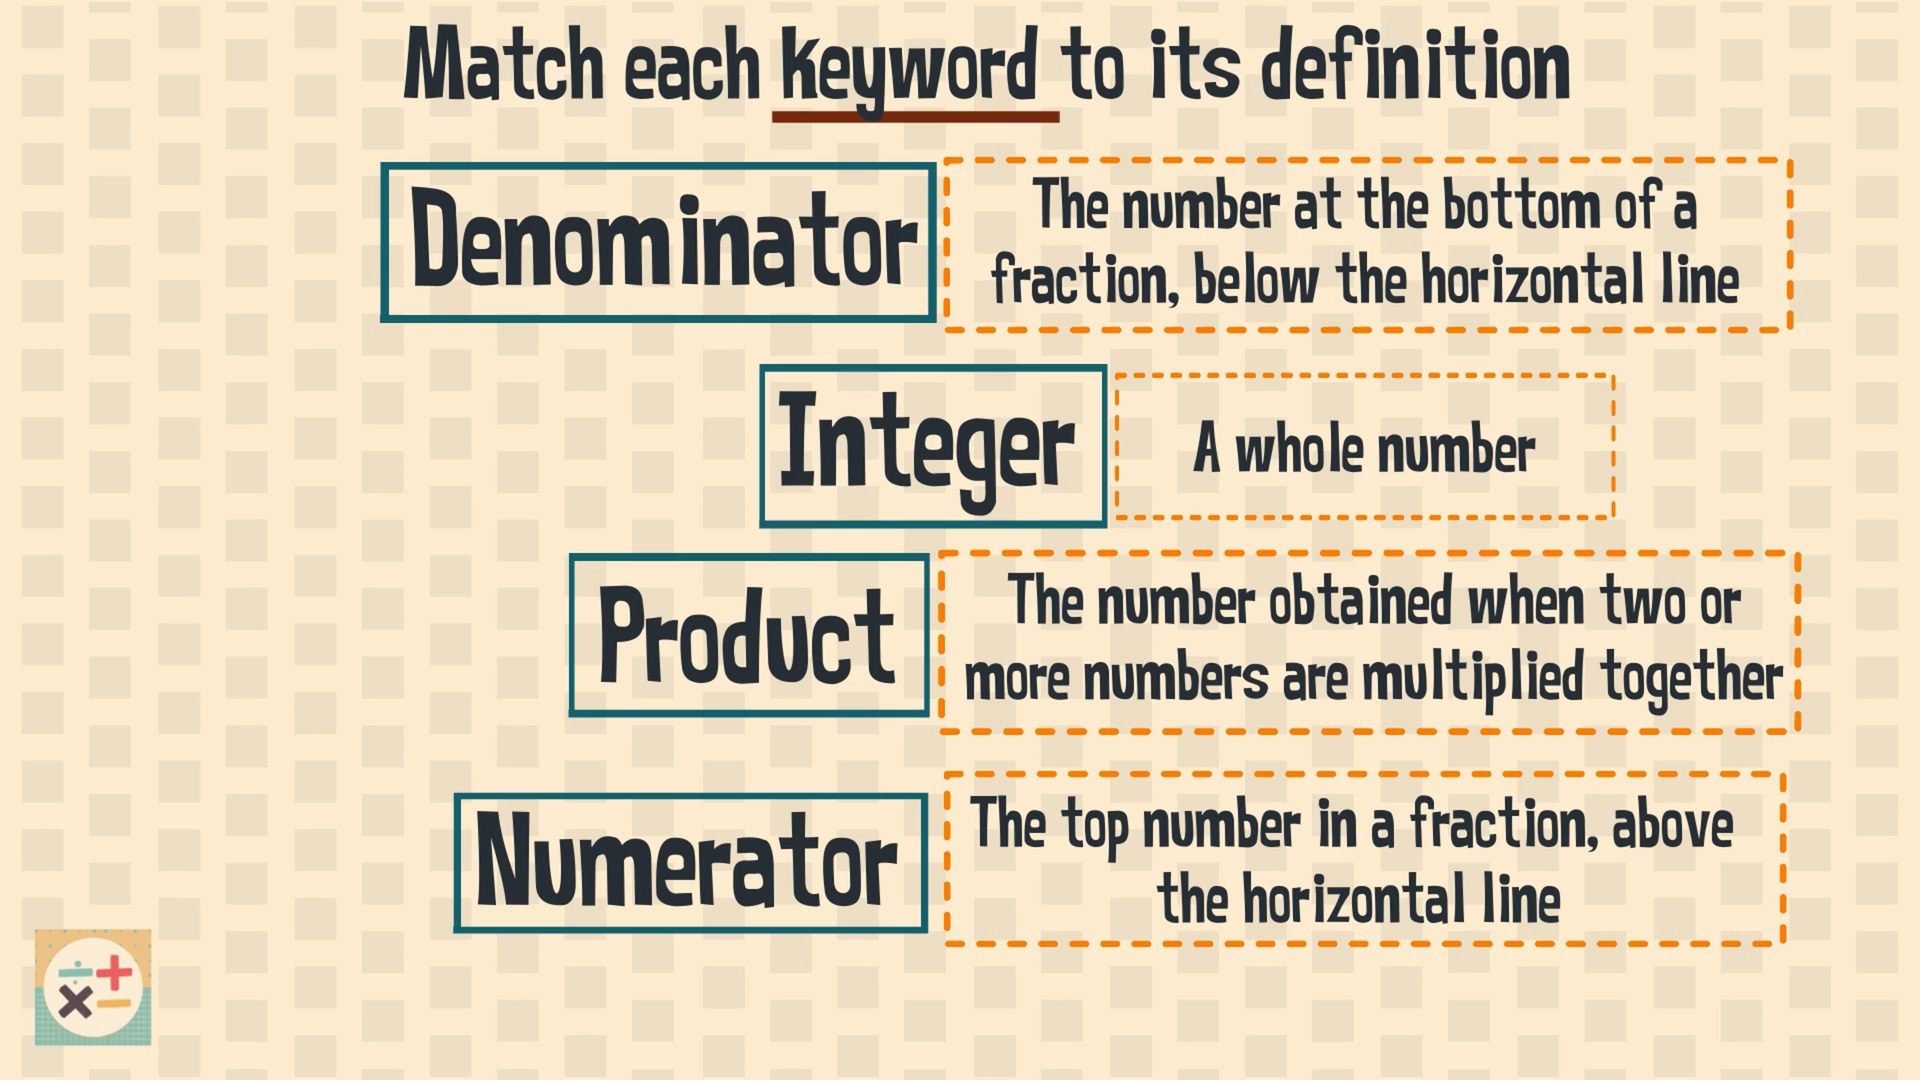 Match each keyword to its definition
Denominator
The number at the bottom of a
fraction, below the horizontal line
Integer
A whole number
Product
The number obtained when two or
more numbers are multiplied together
Numerator
The top number in a fraction, above
the horizontal line